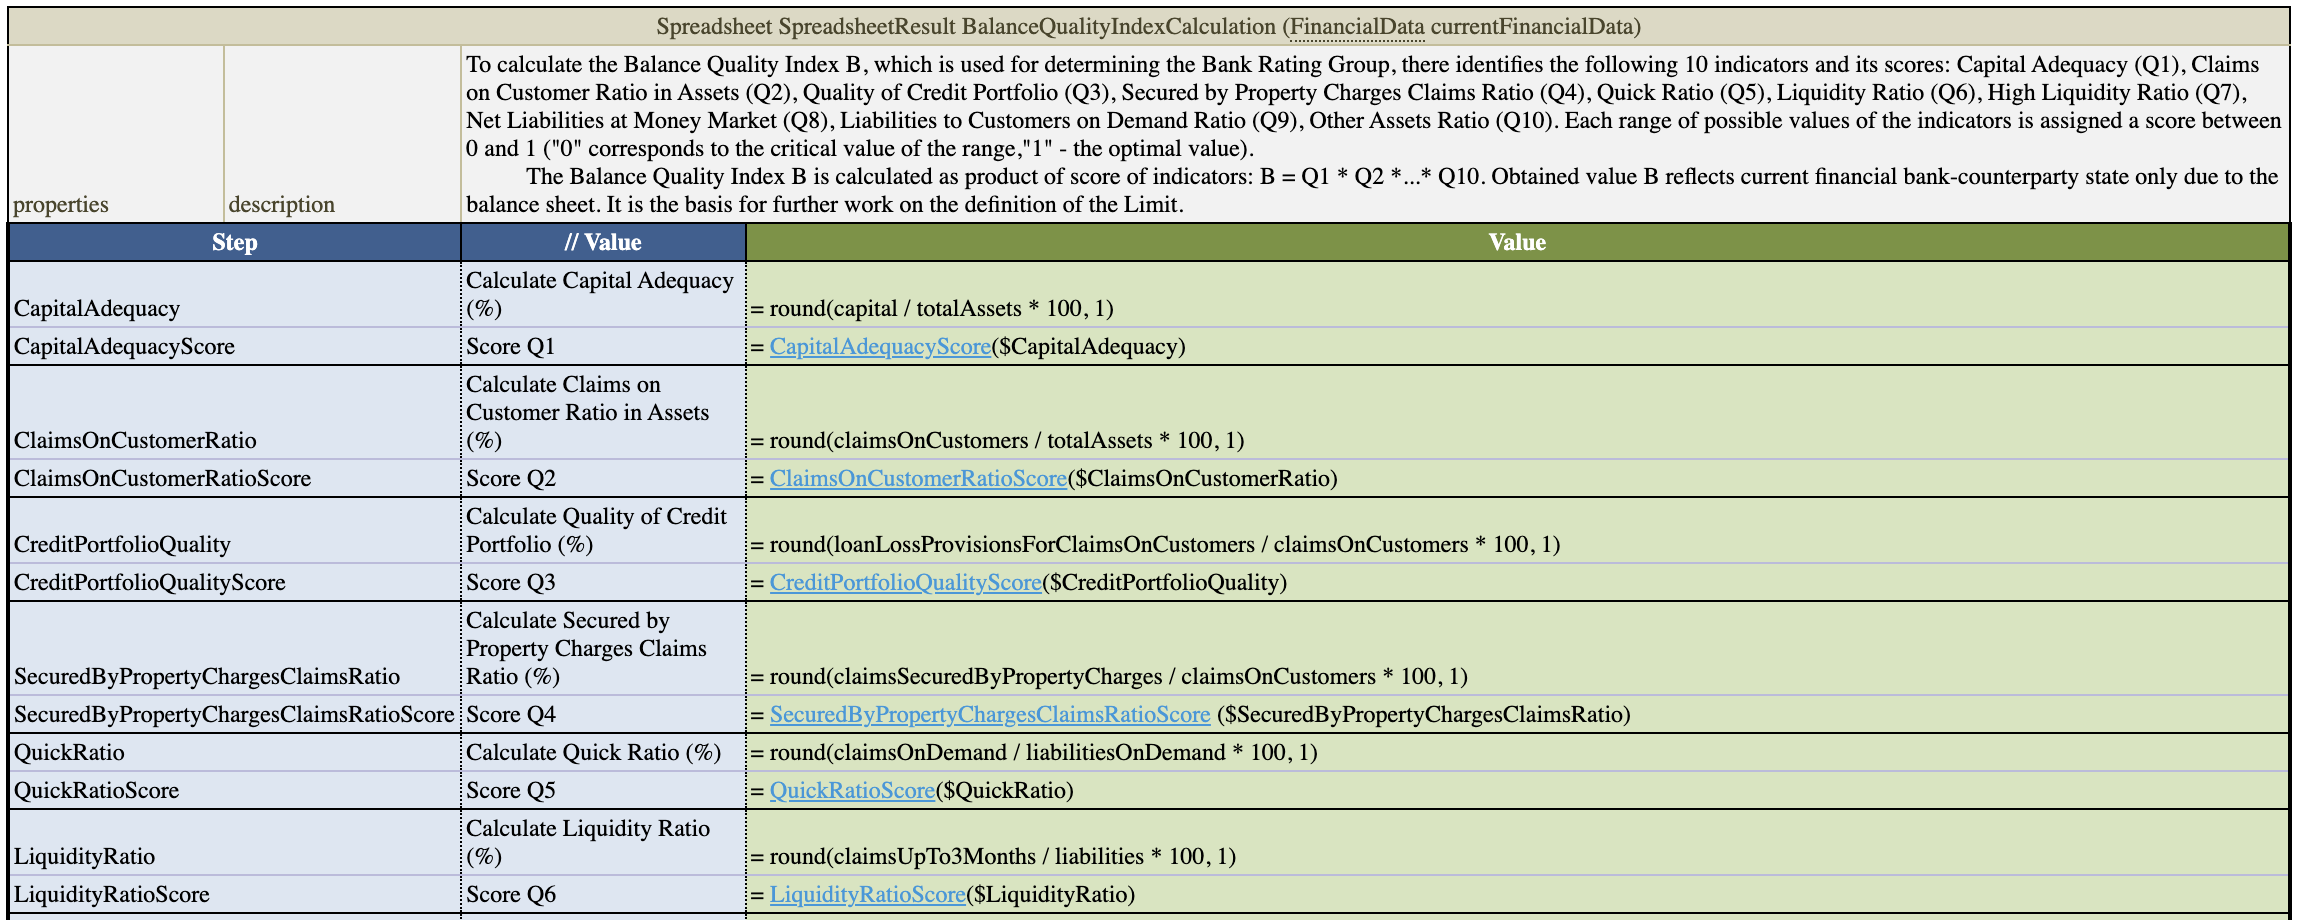 Spreadsheet SpreadsheetResult BalanceQualityIndexCalculation (FinancialData currentFinancialData)
properties
description
To calculate the Balance Quality Index B, which is used for determining the Bank Rating Group, there identifies the following 10 indicators and its scores: Capital Adequacy (Q1), Claims
on Customer Ratio in Assets (Q2), Quality of Credit Portfolio (Q3), Secured by Property Charges Claims Ratio (Q4), Quick Ratio (Q5), Liquidity Ratio (Q6), High Liquidity Ratio (Q7),
Net Liabilities at Money Market (Q8), Liabilities to Customers on Demand Ratio (Q9), Other Assets Ratio (Q10). Each range of possible values of the indicators is assigned a score between
0 and 1 ("0" corresponds to the critical value of the range,"1" - the optimal value).
The Balance Quality Index B is calculated as product of score of indicators: B = Q1 * Q2 *...* Q10. Obtained value B reflects current financial bank-counterparty state only due to the
balance sheet. It is the basis for further work on the definition of the Limit.
Step // Value Value
CapitalAdequacy
Calculate Capital Adequacy
(%)
= round(capital / totalAssets * 100, 1)
CapitalAdequacyScore Score Q1 = CapitalAdequacyScore($CapitalAdequacy)
ClaimsOnCustomerRatio
Calculate Claims on
Customer Ratio in Assets
(%)
= round(claimsOnCustomers / totalAssets * 100, 1)
ClaimsOnCustomerRatioScore Score Q2 = ClaimsOnCustomerRatioScore($ClaimsOnCustomerRatio)
CreditPortfolioQuality
Calculate Quality of Credit
Portfolio (%)
= round(loanLossProvisionsForClaimsOnCustomers / claimsOnCustomers * 100, 1)
CreditPortfolioQualityScore Score Q3 = CreditPortfolioQualityScore($CreditPortfolioQuality)
SecuredByPropertyChargesClaimsRatio
Calculate Secured by
Property Charges Claims
Ratio (%)
= round(claimsSecuredByPropertyCharges / claimsOnCustomers * 100, 1)
SecuredByPropertyChargesClaimsRatioScore Score Q4 = SecuredByPropertyChargesClaimsRatioScore ($SecuredByPropertyChargesClaimsRatio)
QuickRatio Calculate Quick Ratio (%) = round(claimsOnDemand / liabilitiesOnDemand * 100, 1)
QuickRatioScore Score Q5 = QuickRatioScore($QuickRatio)
LiquidityRatio
Calculate Liquidity Ratio
(%)
= round(claimsUpTo3Months / liabilities * 100, 1)
LiquidityRatioScore Score Q6 = LiquidityRatioScore($LiquidityRatio)